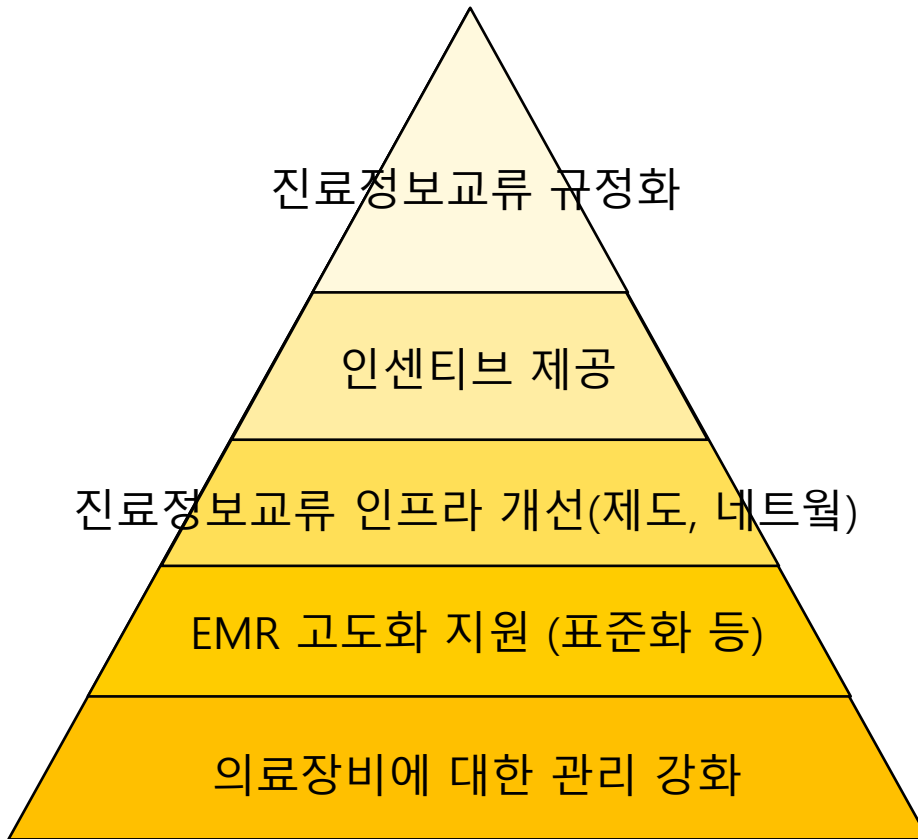 진료정보교류 규정화
인센티브 제공
진료정보교류 인프라 개선(제도, 네트웤)
EMR 고도화 지원 (표준화 등)
의료장비에 대한 관리 강화